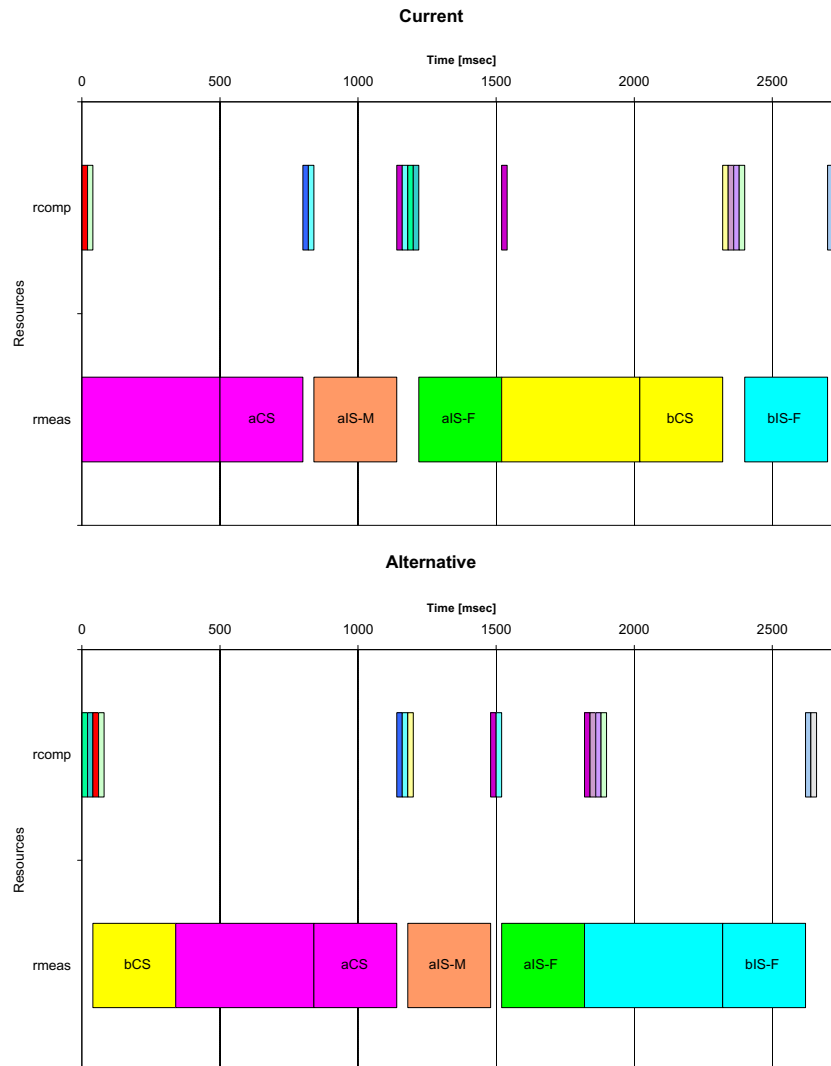 Current
Time [msec]
0 500 1000 1500 2000 2500
rcomp
Resources
rmeas
aCS aIS-M aIS-F bCS bIS-F
Alternative
Time [msec]
0 500 1000 1500 2000 2500
rcomp
Resources
rmeas
bCS aCS aIS-M aIS-F bIS-F